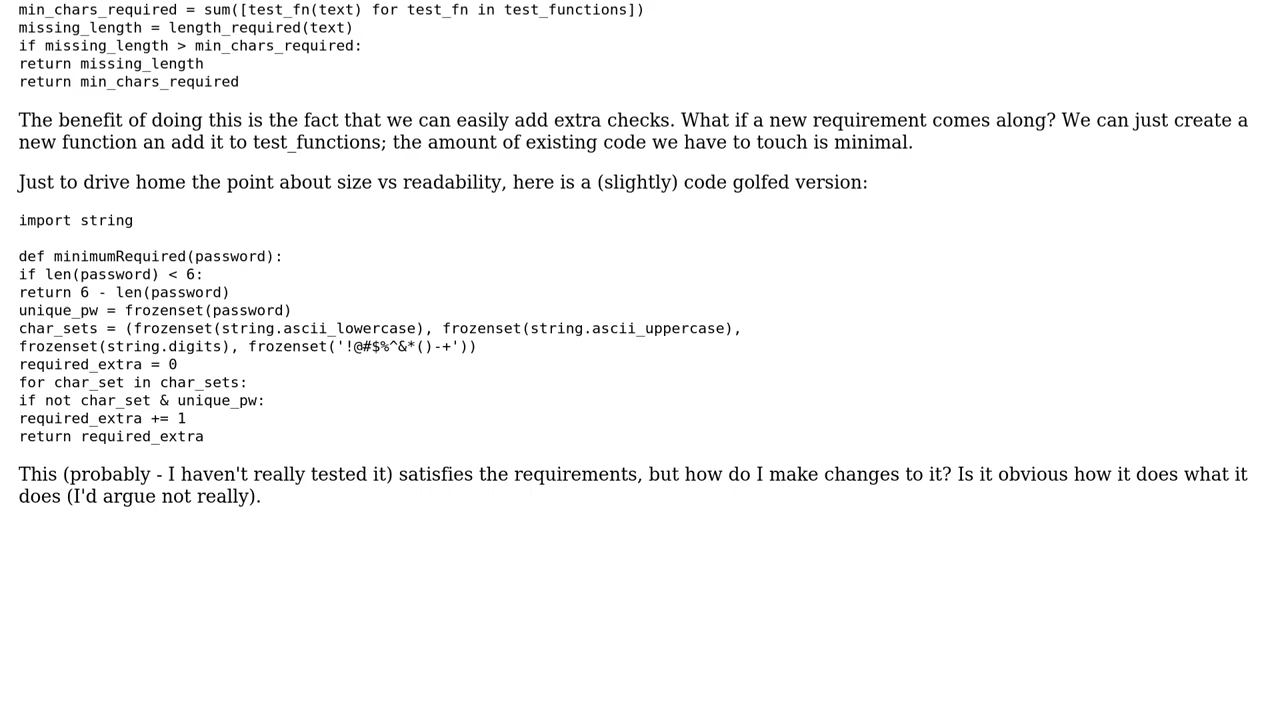 min_chars_required = sum([test_fn(text) for test_fn in test_functions])
missing_length = length_required(text)
if missing_length > min_chars_required:
return missing_length
return min_chars_required
The benefit of doing this is the fact that we can easily add extra checks. What if a new requirement comes along? We can just create a
new function an add it to test_functions; the amount of existing code we have to touch is minimal.
Just to drive home the point about size vs readability, here is a (slightly) code golfed version:
import string
def minimumRequired(password):
if len(password) < 6:
return 6 - len(password)
unique_pw = frozenset(password)
char_sets = (frozenset(string.ascii_lowercase), frozenset(string.ascii_uppercase),
frozenset(string.digits), frozenset('!@#$%^&*()-+'))
required_extra = 0
for char_set in char_sets:
if not char_set & unique_pw:
required_extra += 1
return required_extra
This (probably - I haven't really tested it) satisfies the requirements, but how do I make changes to it? Is it obvious how it does what it
does (I'd argue not really).